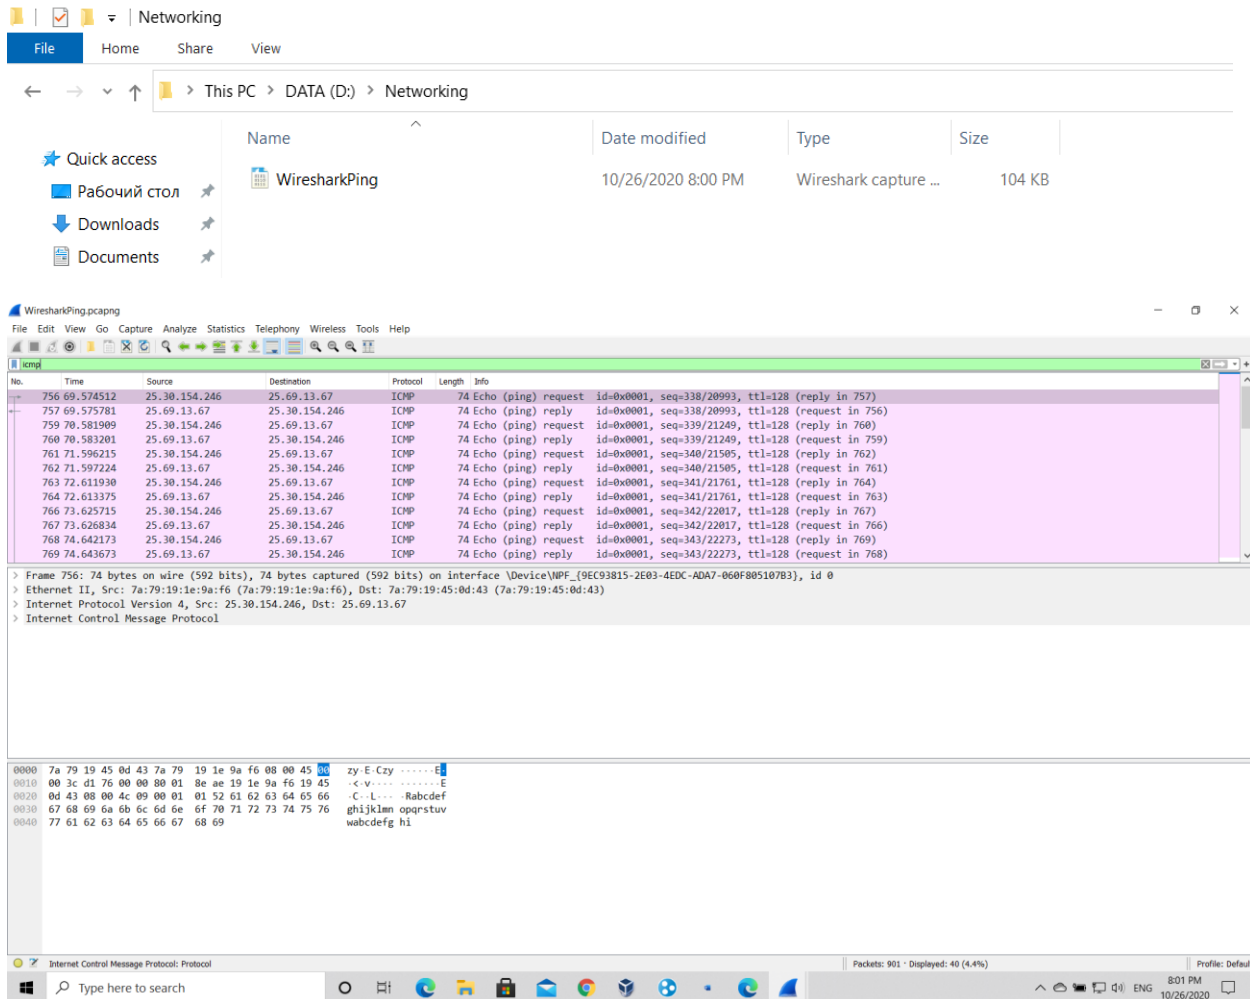 Networking
File Home Share View
This PC > DATA (D:) > Networking
Name Date modified Type Size
Quick access
WiresharkPing 10/26/2020 8:00 PM Wireshark capture ... 104 KB
Рабочий стол
Downloads
Documents
WiresharkPing.pcapng
File Edit View Go Capture Analyze Statistics Telephony Wireless Tools Help
icmp
No. Time Source Destination Protocol Length Info
756 69.574512 25.30.154.246 25.69.13.67 ICMP 74 Echo (ping) request id=0x0001, seq=338/20993, ttl=128 (reply in 757)
757 69.575781 25.69.13.67 25.30.154.246 ICMP 74 Echo (ping) reply id=0x0001, seq=338/20993, ttl=128 (request in 756)
759 70.581909 25.30.154.246 25.69.13.67 ICMP 74 Echo (ping) request id=0x0001, seq=339/21249, ttl=128 (reply in 760)
760 70.583201 25.69.13.67 25.30.154.246 ICMP 74 Echo (ping) reply id=0x0001, seq=339/21249, ttl=128 (request in 759)
761 71.596215 25.30.154.246 25.69.13.67 ICMP 74 Echo (ping) request id=0x0001, seq=340/21505, ttl=128 (reply in 762)
762 71.597224 25.69.13.67 25.30.154.246 ICMP 74 Echo (ping) reply id=0x0001, seq=340/21505, ttl=128 (request in 761)
763 72.611930 25.30.154.246 25.69.13.67 ICMP 74 Echo (ping) request id=0x0001, seq=341/21761, ttl=128 (reply in 764)
764 72.613375 25.69.13.67 25.30.154.246 ICMP 74 Echo (ping) reply id=0x0001, seq=341/21761, ttl=128 (request in 763)
766 73.625715 25.30.154.246 25.69.13.67 ICMP 74 Echo (ping) request id=0x0001, seq=342/22017, ttl=128 (reply in 767)
767 73.626834 25.69.13.67 25.30.154.246 ICMP 74 Echo (ping) reply id=0x0001, seq=342/22017, ttl=128 (request in 766)
768 74.642173 25.30.154.246 25.69.13.67 ICMP 74 Echo (ping) request id=0x0001, seq=343/22273, ttl=128 (reply in 769)
769 74.643673 25.69.13.67 25.30.154.246 ICMP 74 Echo (ping) reply id=0x0001, seq=343/22273, ttl=128 (request in 768)
> Frame 756: 74 bytes on wire (592 bits), 74 bytes captured (592 bits) on interface \Device\NPF_{9EC93815-2E03-4EDC-ADA7-060F805107B3}, id 0
> Ethernet II, Src: 7a:79:19:1e:9a:f6 (7a:79:19:1e:9a:f6), Dst: 7a:79:19:45:0d:43 (7a:79:19:45:0d:43)
> Internet Protocol Version 4, Src: 25.30.154.246, Dst: 25.69.13.67
> Internet Control Message Protocol
0000 7a 79 19 45 0d 43 7a 79 19 1e 9a f6 08 00 45 00 zy·E·Czy ······E·
0010 00 3c d1 76 00 00 80 01 8e ae 19 1e 9a f6 19 45 ·<·v···· ·······E
0020 0d 43 08 00 4c 09 00 01 01 52 61 62 63 64 65 66 ·C··L··· ·Rabcdef
0030 67 68 69 6a 6b 6c 6d 6e 6f 70 71 72 73 74 75 76 ghijklmn opqrstuv
0040 77 61 62 63 64 65 66 67 68 69 wabcdefg hi
Internet Control Message Protocol: Protocol Packets: 901 · Displayed: 40 (4.4%) Profile: Defaul
Type here to search ENG 8:01 PM
10/26/2020